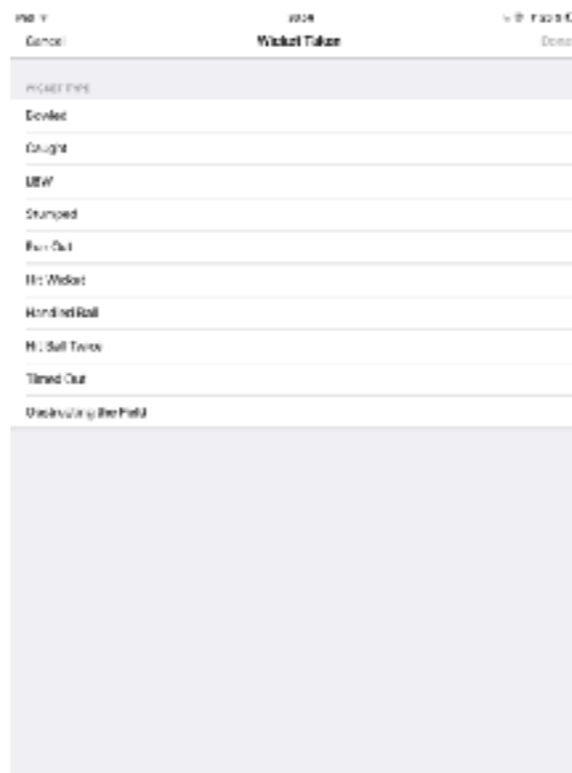 iPad
Cancel Wicket Taken Done
WICKET TYPE
Bowled
Caught
LBW
Stumped
Run Out
Hit Wicket
Handled Ball
Hit Ball Twice
Timed Out
Obstructing the Field